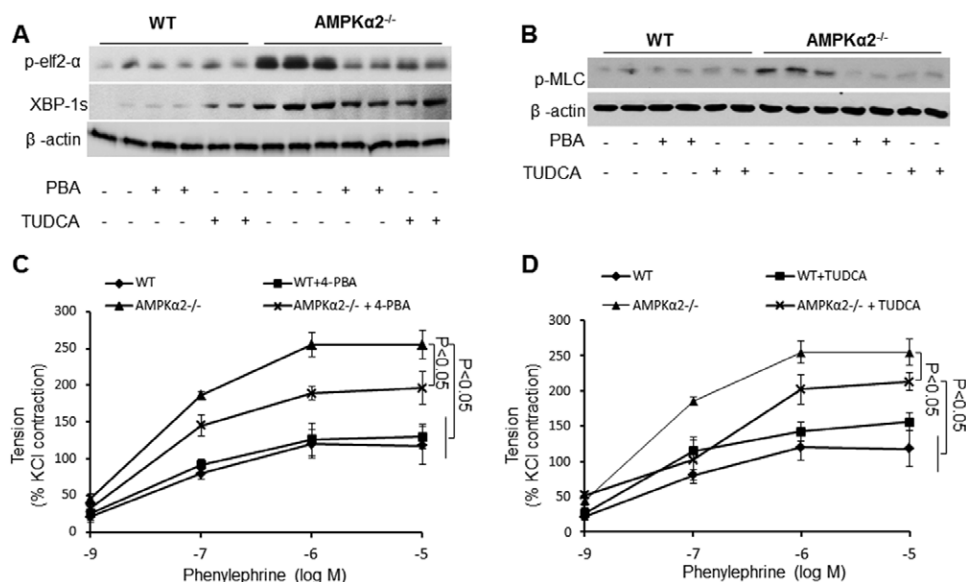 A
WT
AMPKα2-/-
p-elf2-α
XBP-1s
β -actin
PBA
- - + + - - - - - + + - -
TUDCA
- - - - + + - - - - - + +
B
WT
AMPKα2-/-
p-MLC
β -actin
PBA
- - + + - - - - - + + - -
TUDCA
- - - - + + - - - - - + +
C
WT
WT+4-PBA
AMPKα2-/-
AMPKα2-/- + 4-PBA
Tension
(% KCl contraction)
300
250
200
150
100
50
0
-9
-7
-6
-5
Phenylephrine (log M)
P<0.05
P<0.05
D
WT
WT+TUDCA
AMPKα2-/-
AMPKα2-/- + TUDCA
Tension
(% KCl contraction)
300
250
200
150
100
50
0
-9
-7
-6
-5
Phenylephrine (log M)
P<0.05
P<0.05